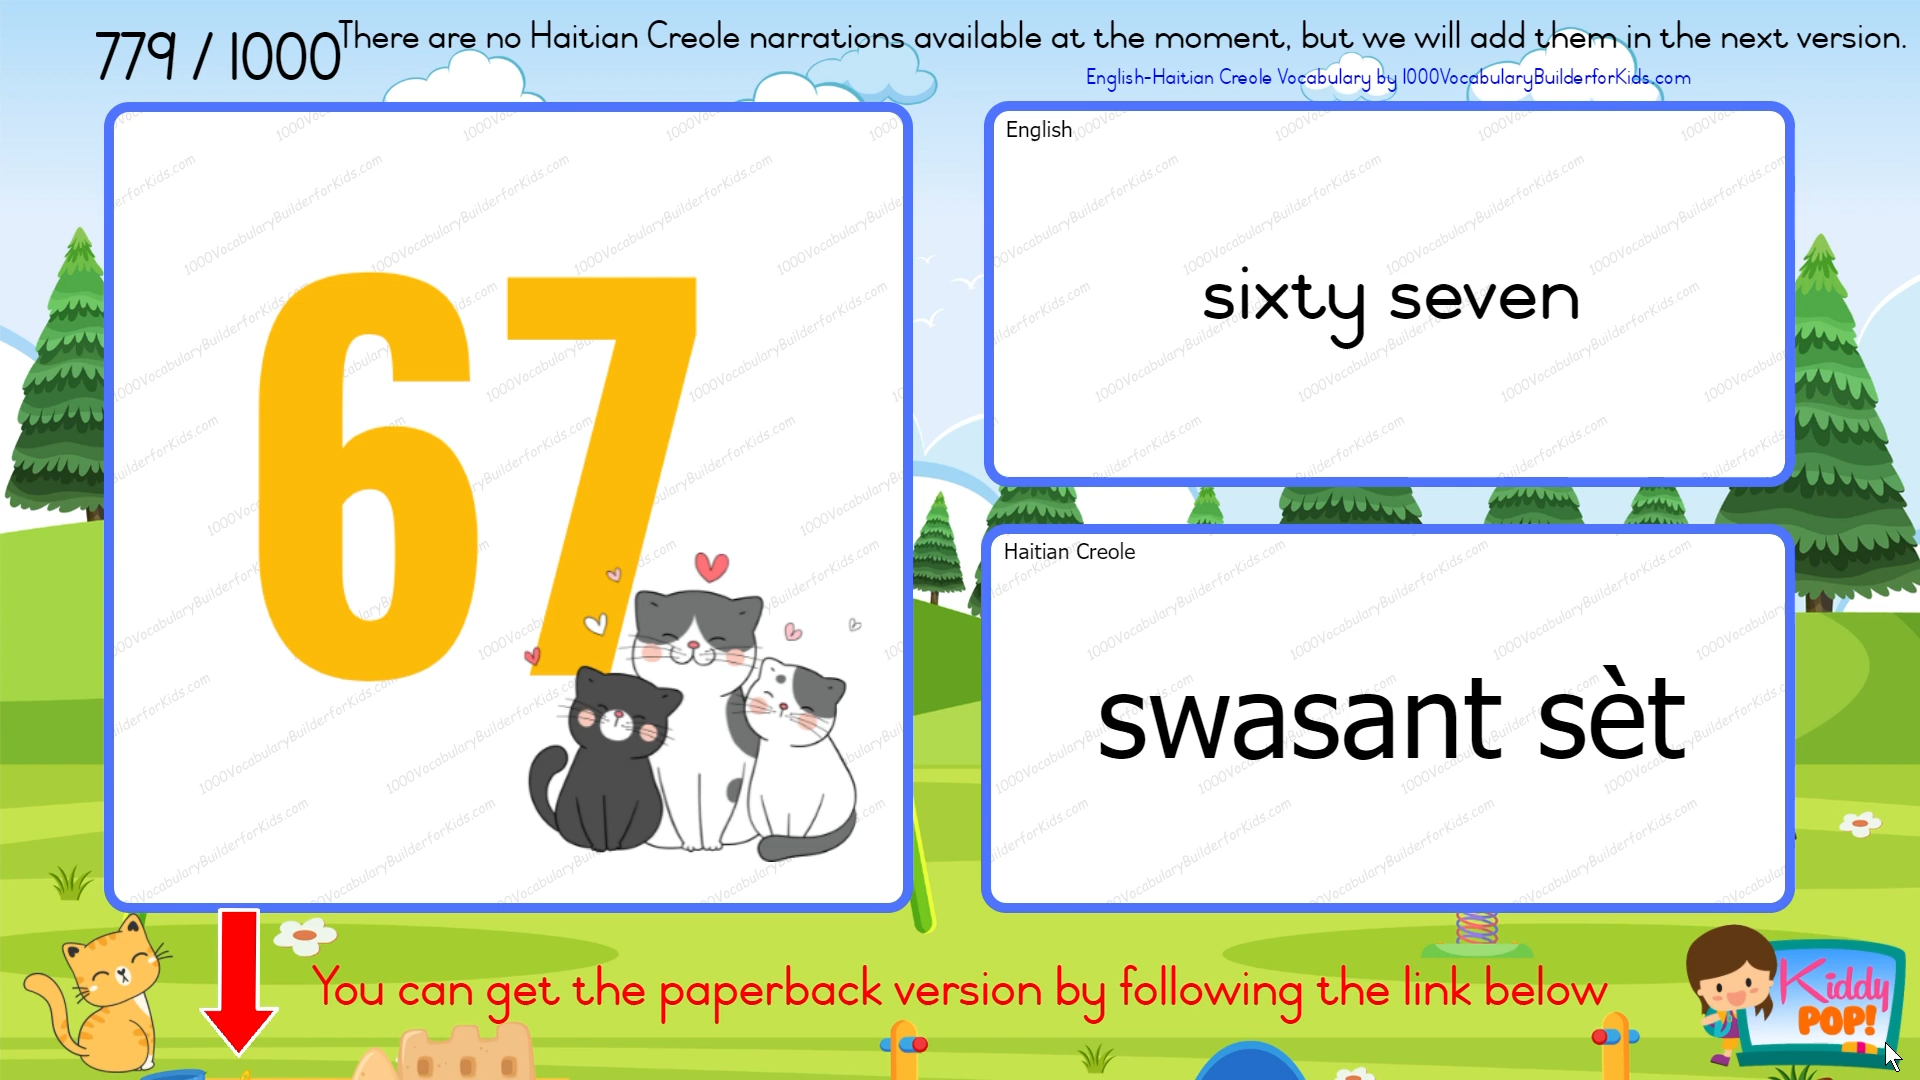 779 / 1000
There are no Haitian Creole narrations available at the moment, but we will add them in the next version.
English-Haitian Creole Vocabulary by 1000VocabularyBuilderforKids.com
67
English
sixty seven
Haitian Creole
swasant sèt
You can get the paperback version by following the link below
Kiddy
POP!
1000VocabularyBuilderforKids.com